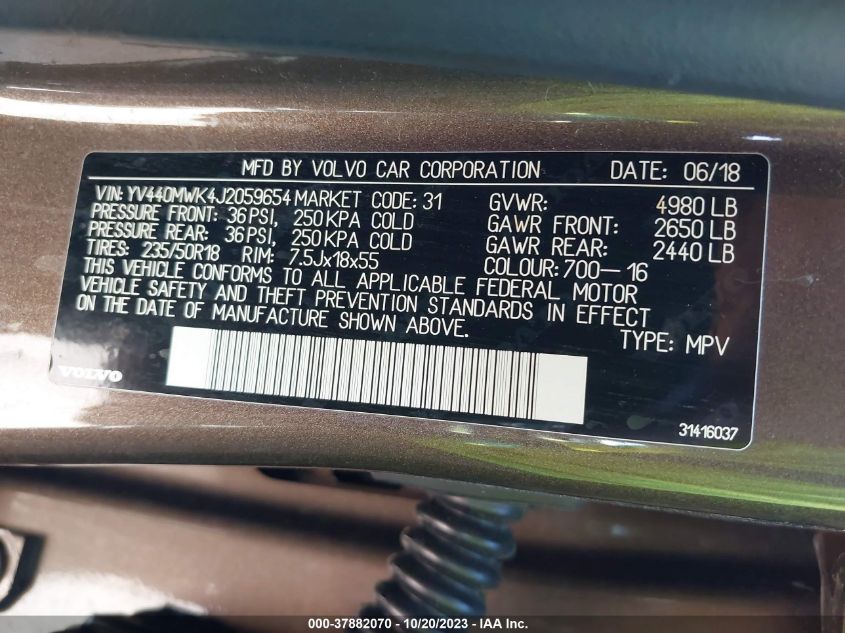 MFD BY VOLVO CAR CORPORATION DATE: 06/18
VIN: YV440MWK4J2059654 MARKET CODE: 31 GVWR: 4980 LB
PRESSURE FRONT: 36 PSI, 250 KPA COLD GAWR FRONT: 2650 LB
PRESSURE REAR: 36 PSI, 250 KPA COLD GAWR REAR: 2440 LB
TIRES: 235/50R18 RIM: 7.5Jx18x55 COLOUR: 700— 16
THIS VEHICLE CONFORMS TO ALL APPLICABLE FEDERAL MOTOR
VEHICLE SAFETY AND THEFT PREVENTION STANDARDS IN EFFECT
ON THE DATE OF MANUFACTURE SHOWN ABOVE.
TYPE: MPV
VOLVO
31416037
000-37882070 - 10/20/2023 - IAA Inc.